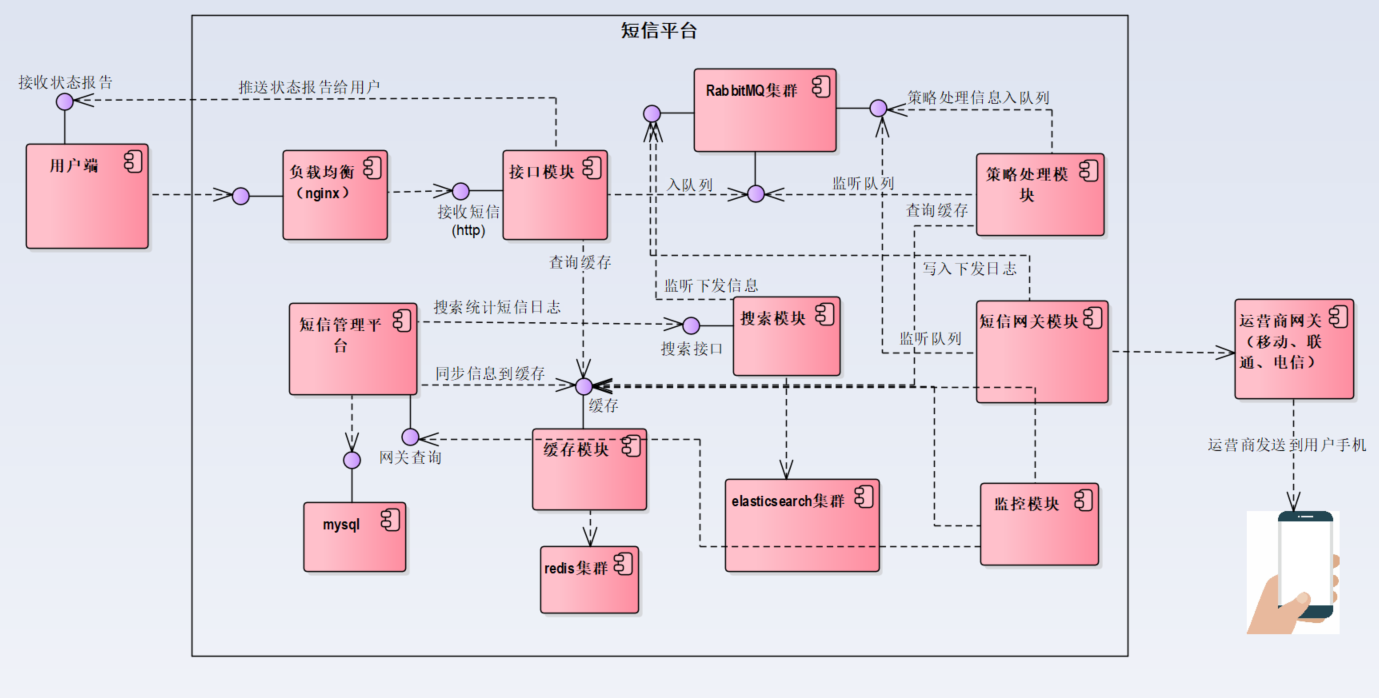 短信平台
接收状态报告
推送状态报告给用户
RabbitMQ集群
策略处理信息入队列
用户端
负载均衡
（nginx）
接口模块
入队列
监听队列
策略处理模
块
接收短信
(http)
查询缓存
查询缓存
写入下发日志
监听下发信息
搜索统计短信日志
短信管理平
台
搜索模块
搜索接口
短信网关模块
监听队列
运营商网关
（移动、联
通、电信）
同步信息到缓存
缓存
网关查询
缓存模块
运营商发送到用户手机
mysql
elasticsearch集群
监控模块
redis集群